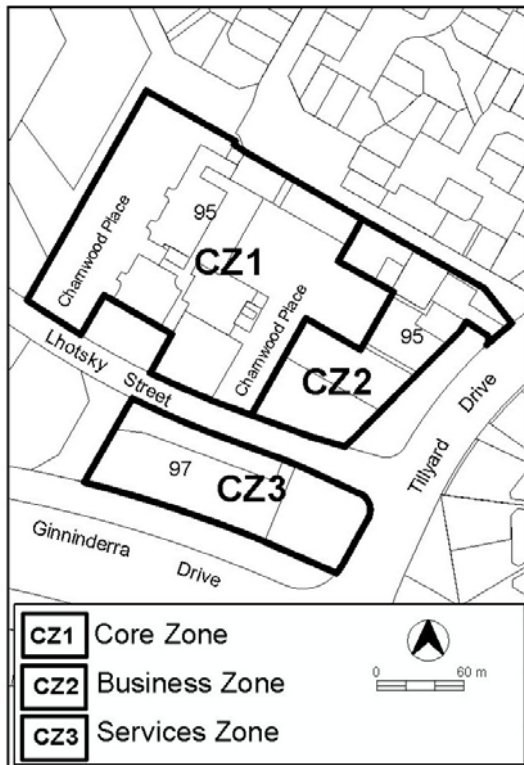 95
Charnwood Place
CZ1
Charnwood Place
95
Lhotsky Street
CZ2
Tillyard Drive
97
CZ3
Ginninderra Drive
CZ1 Core Zone
CZ2 Business Zone
CZ3 Services Zone
0 60 m